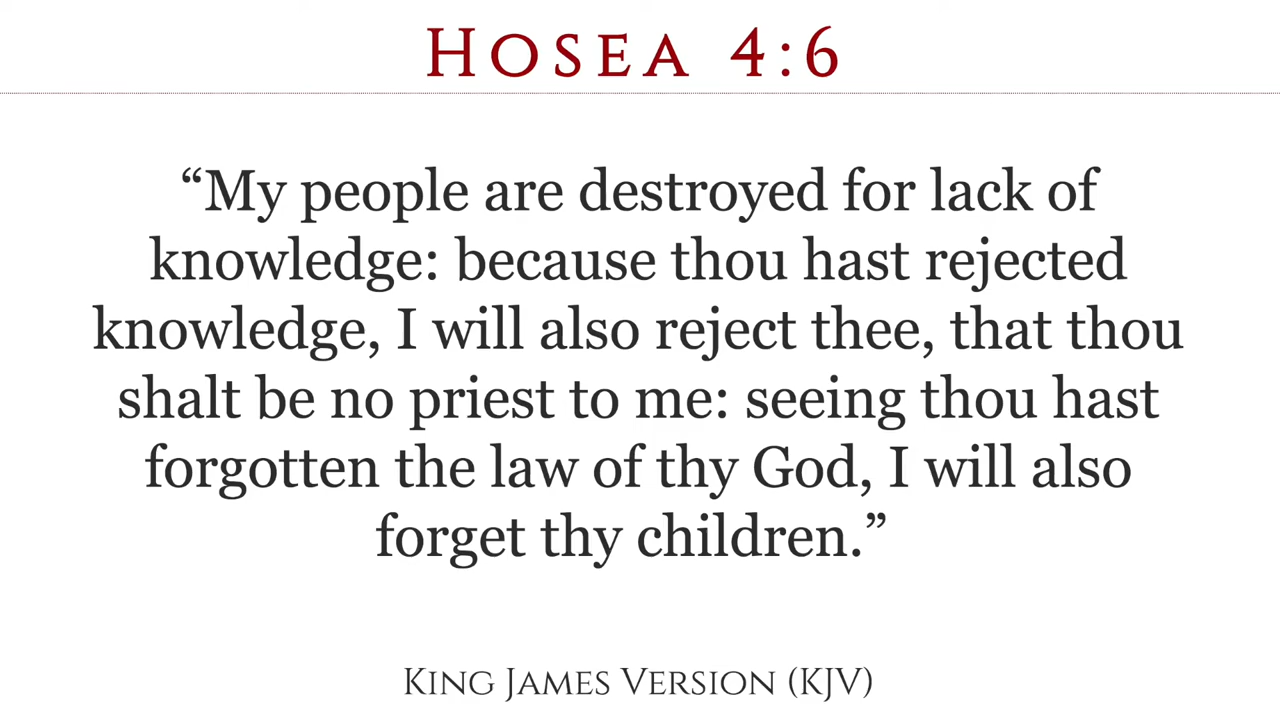 Hosea 4:6
“My people are destroyed for lack of
knowledge: because thou hast rejected
knowledge, I will also reject thee, that thou
shalt be no priest to me: seeing thou hast
forgotten the law of thy God, I will also
forget thy children.”
King James Version (KJV)